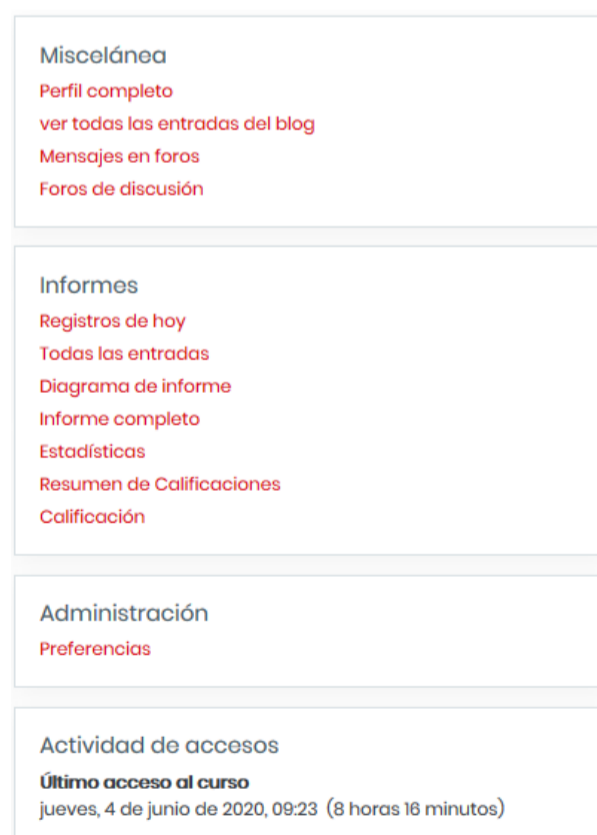 Miscelánea
Perfil completo
ver todas las entradas del blog
Mensajes en foros
Foros de discusión
Informes
Registros de hoy
Todas las entradas
Diagrama de informe
Informe completo
Estadísticas
Resumen de Calificaciones
Calificación
Administración
Preferencias
Actividad de accesos
Último acceso al curso
jueves, 4 de junio de 2020, 09:23 (8 horas 16 minutos)